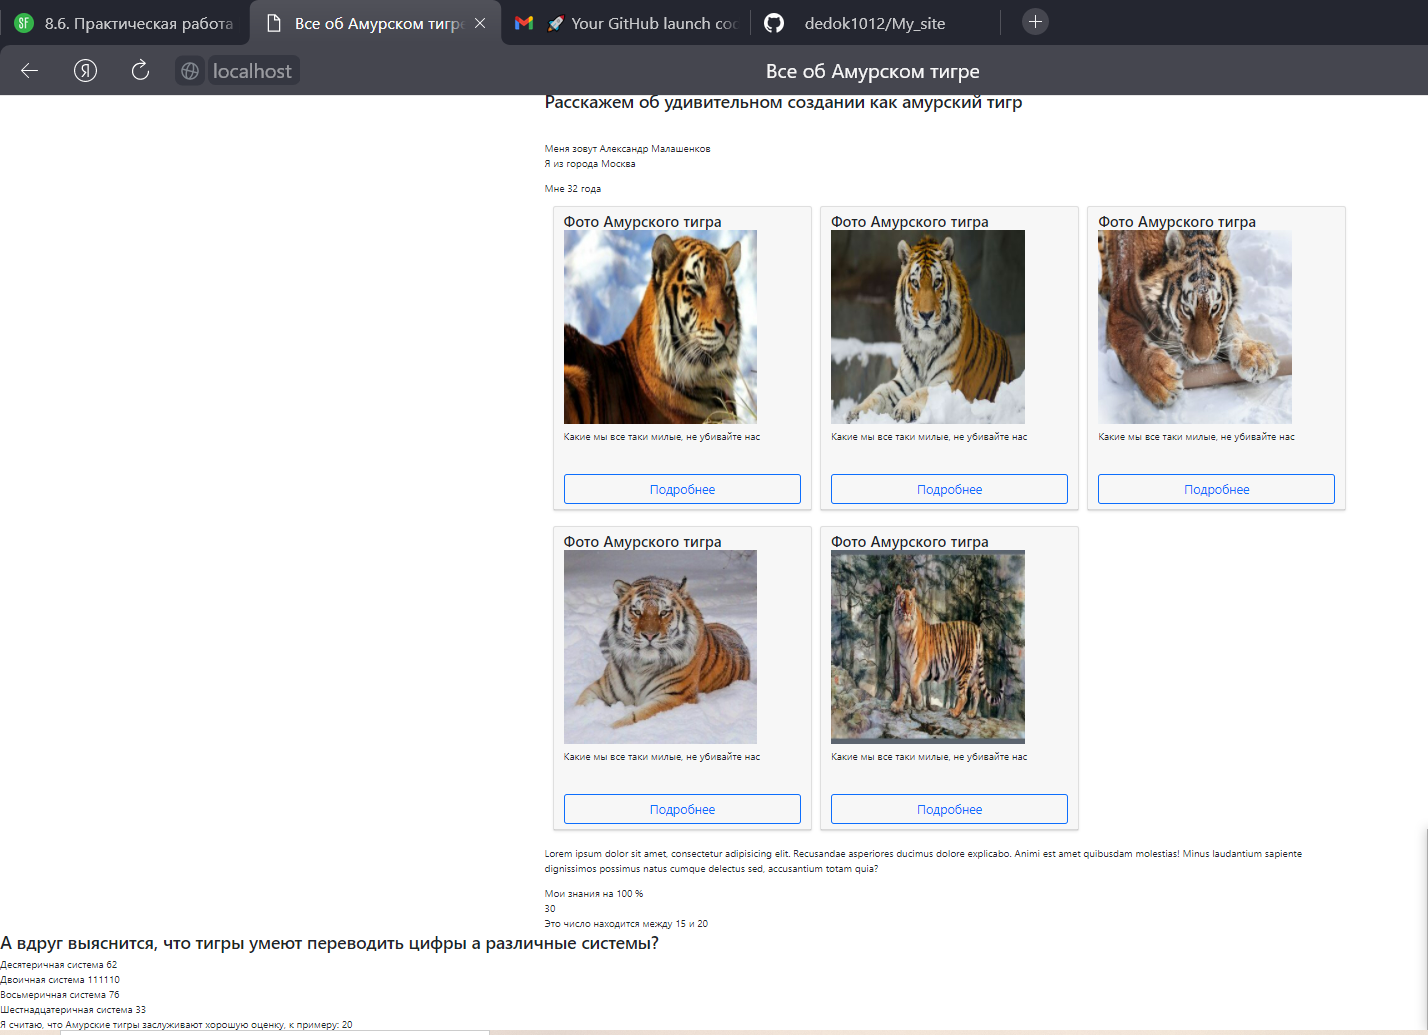 SF 8.6. Практическая работа
Все об Амурском тигре
Your GitHub launch coc
dedok1012/My_site
Я localhost Все об Амурском тигре
Расскажем об удивительном создании как амурский тигр
Меня зовут Александр Малашенков
Я из города Москва
Мне 32 года
Фото Амурского тигра
Какие мы все таки милые, не убивайте нас
Подробнее
Фото Амурского тигра
Какие мы все таки милые, не убивайте нас
Подробнее
Фото Амурского тигра
Какие мы все таки милые, не убивайте нас
Подробнее
Фото Амурского тигра
Какие мы все таки милые, не убивайте нас
Подробнее
Фото Амурского тигра
Какие мы все таки милые, не убивайте нас
Подробнее
Lorem ipsum dolor sit amet, consectetur adipisicing elit. Recusandae asperiores ducimus dolore explicabo. Animi est amet quibusdam molestias! Minus laudantium sapiente
dignissimos possimus natus cumque delectus sed, accusantium totam quia?
Мои знания на 100 %
30
Это число находится между 15 и 20
А вдруг выяснится, что тигры умеют переводить цифры а различные системы?
Десятеричная система 62
Двоичная система 111110
Восьмеричная система 76
Шестнадцатеричная система 33
Я считаю, что Амурские тигры заслуживают хорошую оценку, к примеру: 20